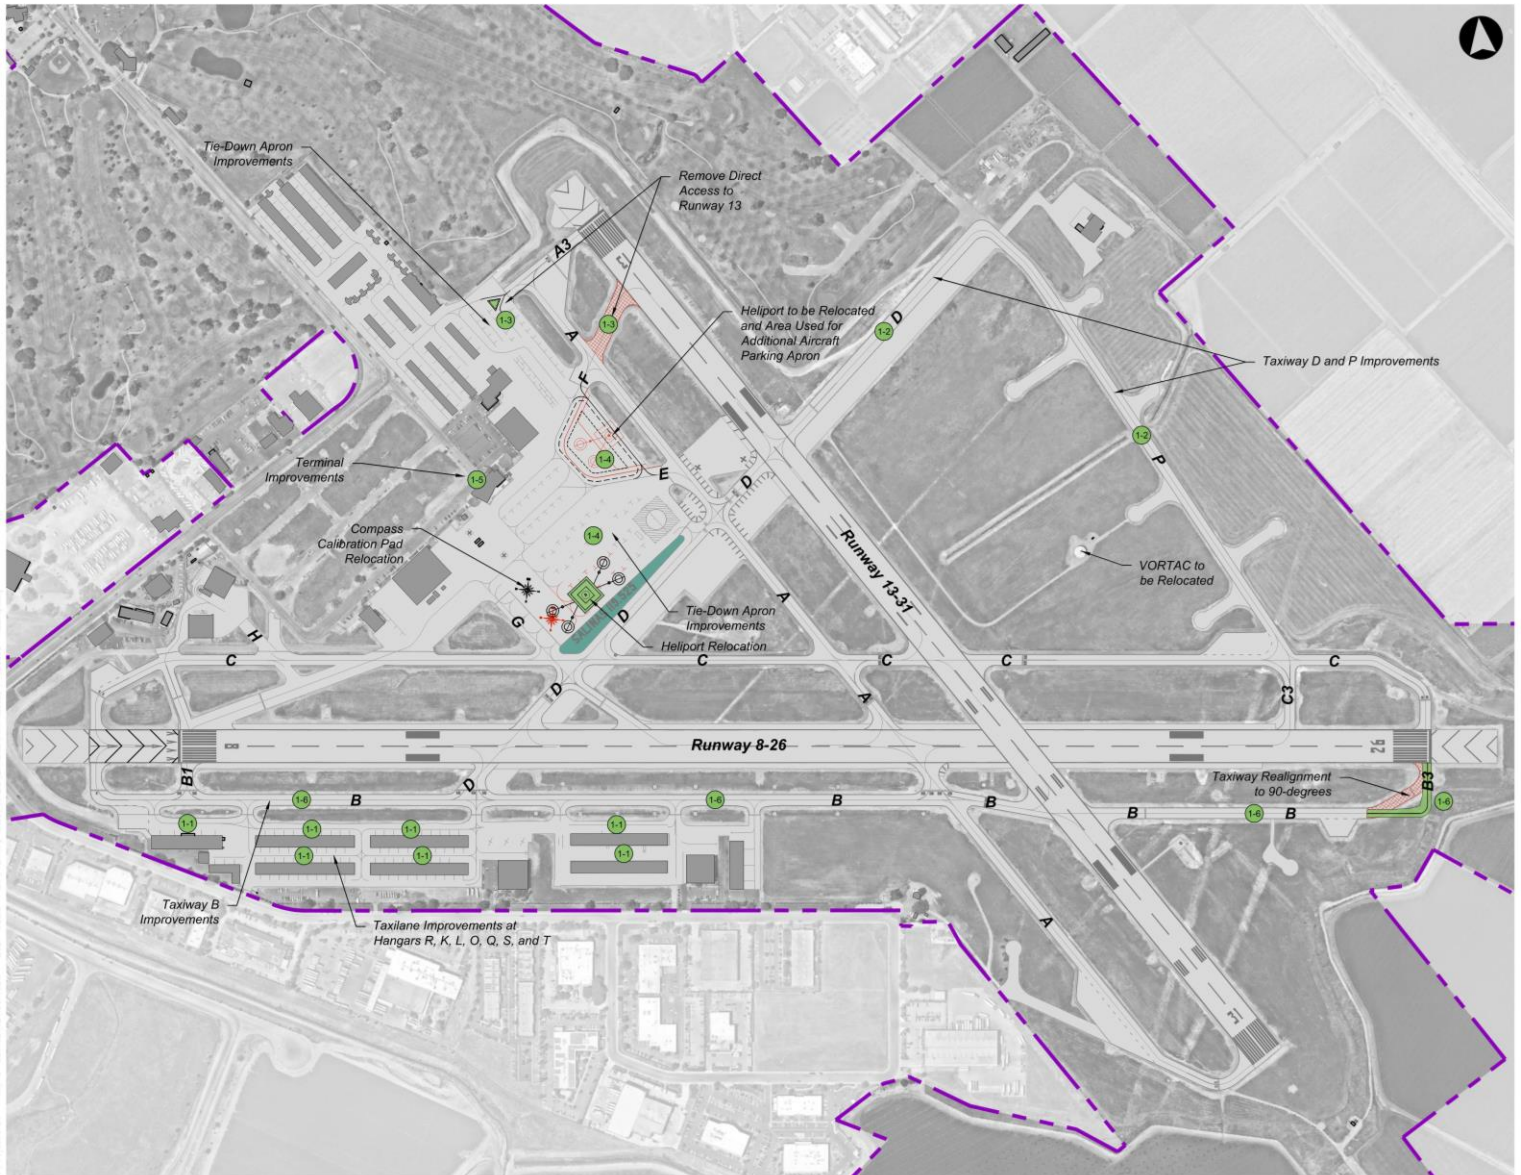 Tie-Down Apron
Improvements
Remove Direct
Access to
Runway 13
A3
13
1-3
1-3
A
Heliport to be Relocated
and Area Used for
Additional Aircraft
Parking Apron
D
1-2
Taxiway D and P Improvements
F
1-2
P
Terminal
Improvements
1-5
1-4
E
D
Compass
Calibration Pad
Relocation
1-4
Runway 13-31
VORTAC to
be Relocated
A
Tie-Down Apron
Improvements
Heliport Relocation
G
D
H
C
C
C
C
C
D
A
C3
8
Runway 8-26
26
B1
D
Taxiway Realignment
to 90-degrees
B3
1-6
B
1-6
B
B
B
1-6
B
1-6
1-1
1-1
1-1
1-1
1-1
1-1
1-1
Taxiway B
Improvements
Taxilane Improvements at
Hangars R, K, L, O, Q, S, and T
A
31